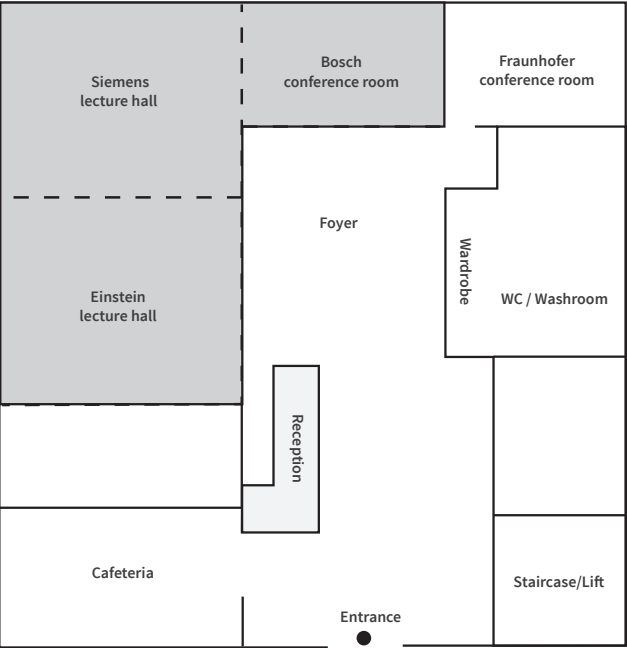 Siemens
lecture hall
Bosch
conference room
Fraunhofer
conference room
Foyer
Wardrobe
WC / Washroom
Einstein
lecture hall
Reception
Cafeteria
Staircase/Lift
Entrance